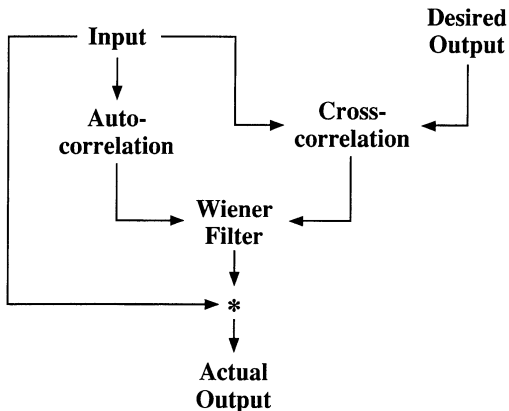 Input
Desired
Output
Auto-
correlation
Cross-
correlation
Wiener
Filter
*
Actual
Output